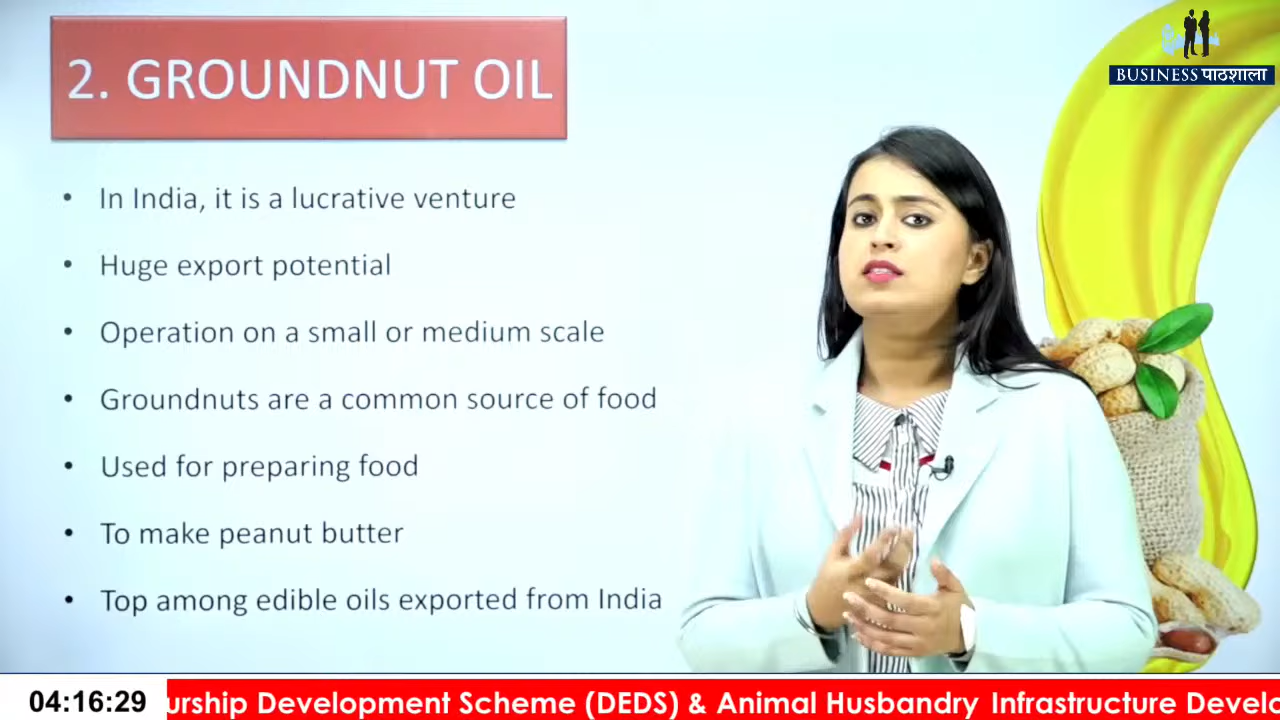 2. GROUNDNUT OIL
BUSINESS पाठशाला
• In India, it is a lucrative venture
• Huge export potential
• Operation on a small or medium scale
• Groundnuts are a common source of food
• Used for preparing food
• To make peanut butter
• Top among edible oils exported from India
04:16:29
urship Development Scheme (DEDS) & Animal Husbandry Infrastructure Develo